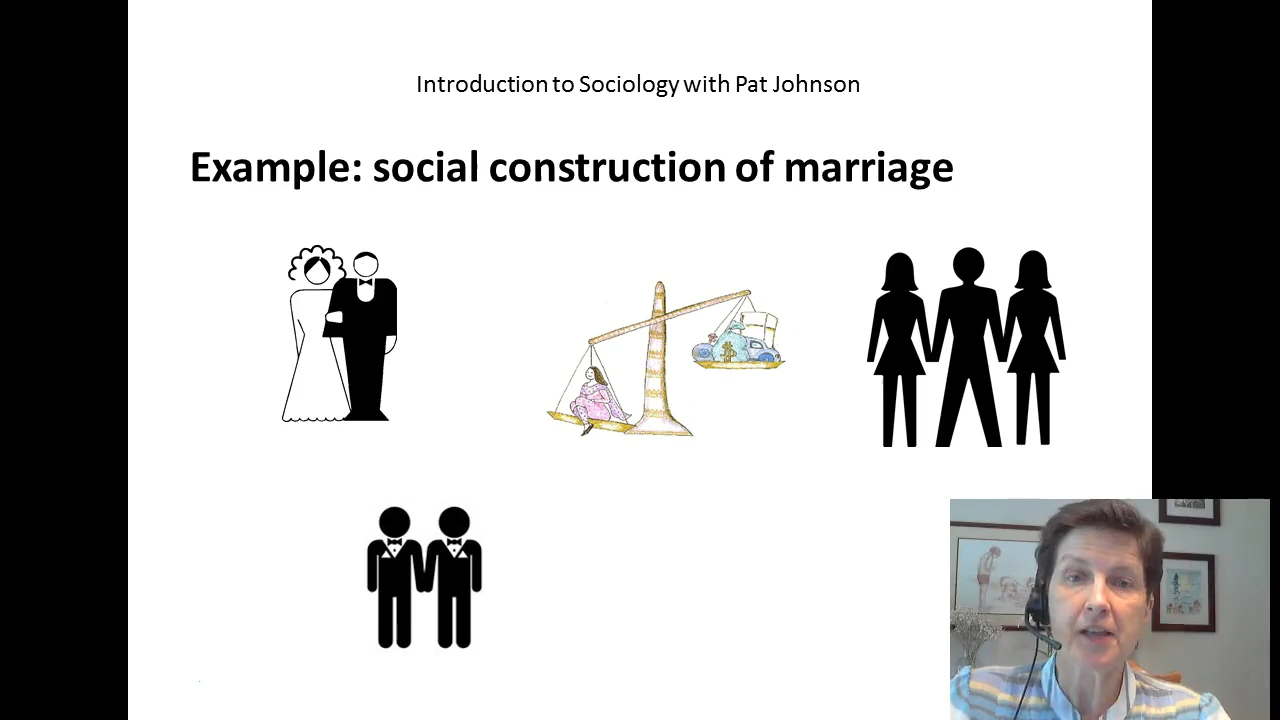 Introduction to Sociology with Pat Johnson
Example: social construction of marriage